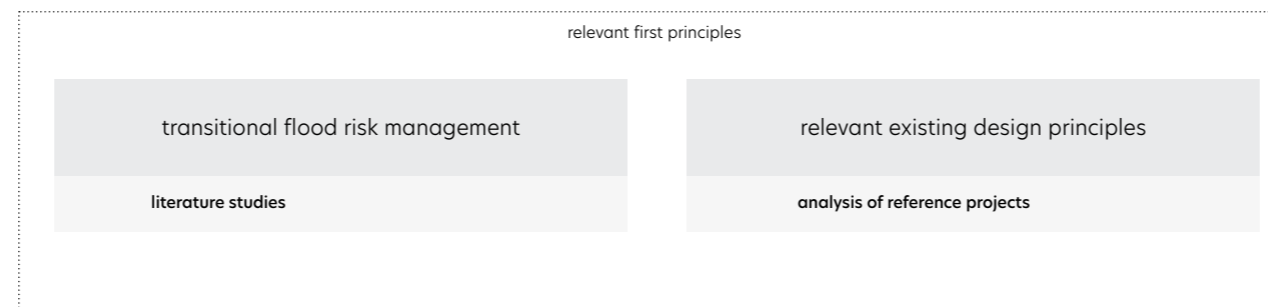 relevant first principles
transitional flood risk management
relevant existing design principles
literature studies
analysis of reference projects